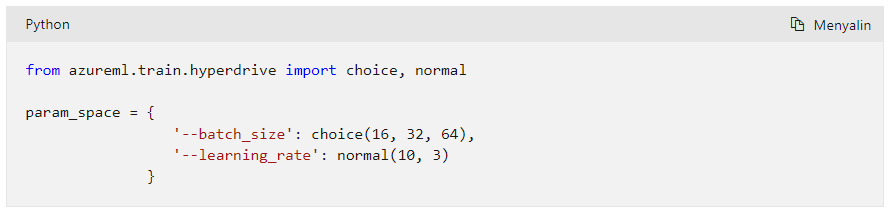 Python
Menyalin
from azureml.train.hyperdrive import choice, normal
param_space = {
'--batch_size': choice(16, 32, 64),
'--learning_rate': normal(10, 3)
}